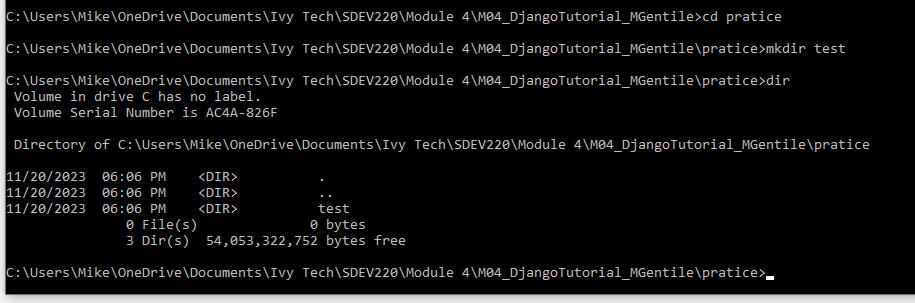 C:\Users\Mike\OneDrive\Documents\Ivy Tech\SDEV220\Module 4\M04_DjangoTutorial_MGentile>cd pratice
C:\Users\Mike\OneDrive\Documents\Ivy Tech\SDEV220\Module 4\M04_DjangoTutorial_MGentile\pratice>mkdir test
C:\Users\Mike\OneDrive\Documents\Ivy Tech\SDEV220\Module 4\M04_DjangoTutorial_MGentile\pratice>dir
Volume in drive C has no label.
Volume Serial Number is AC4A-826F
Directory of C:\Users\Mike\OneDrive\Documents\Ivy Tech\SDEV220\Module 4\M04_DjangoTutorial_MGentile\pratice
11/20/2023  06:06 PM    <DIR>          .
11/20/2023  06:06 PM    <DIR>          ..
11/20/2023  06:06 PM    <DIR>          test
0 File(s)              0 bytes
3 Dir(s)  54,053,322,752 bytes free
C:\Users\Mike\OneDrive\Documents\Ivy Tech\SDEV220\Module 4\M04_DjangoTutorial_MGentile\pratice>